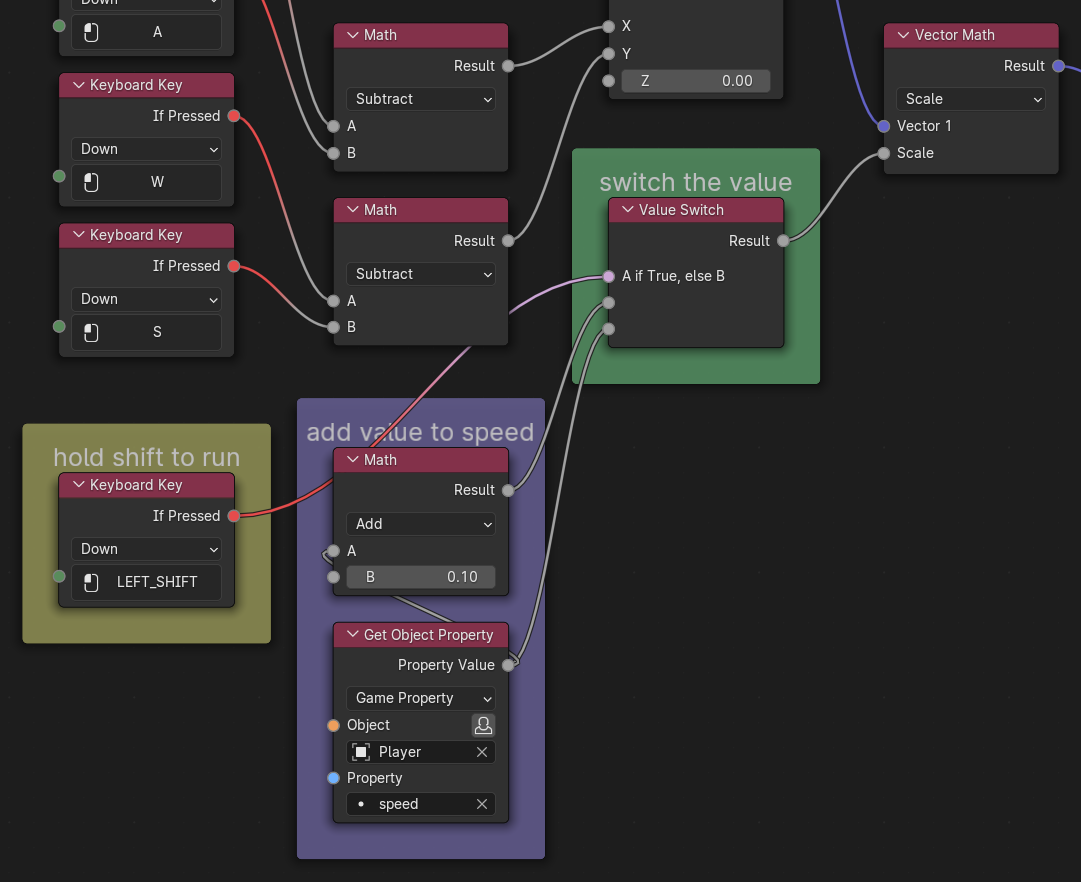 Down
A
Keyboard Key
If Pressed
Down
W
Keyboard Key
If Pressed
Down
S
Math
Result
Subtract
A
B
Math
Result
Subtract
A
B
X
Y
Z 0.00
Vector Math
Result
Scale
Vector 1
Scale
switch the value
Value Switch
Result
A if True, else B
hold shift to run
Keyboard Key
If Pressed
Down
LEFT_SHIFT
add value to speed
Math
Result
Add
A
B 0.10
Get Object Property
Property Value
Game Property
Object
Player
Property
speed